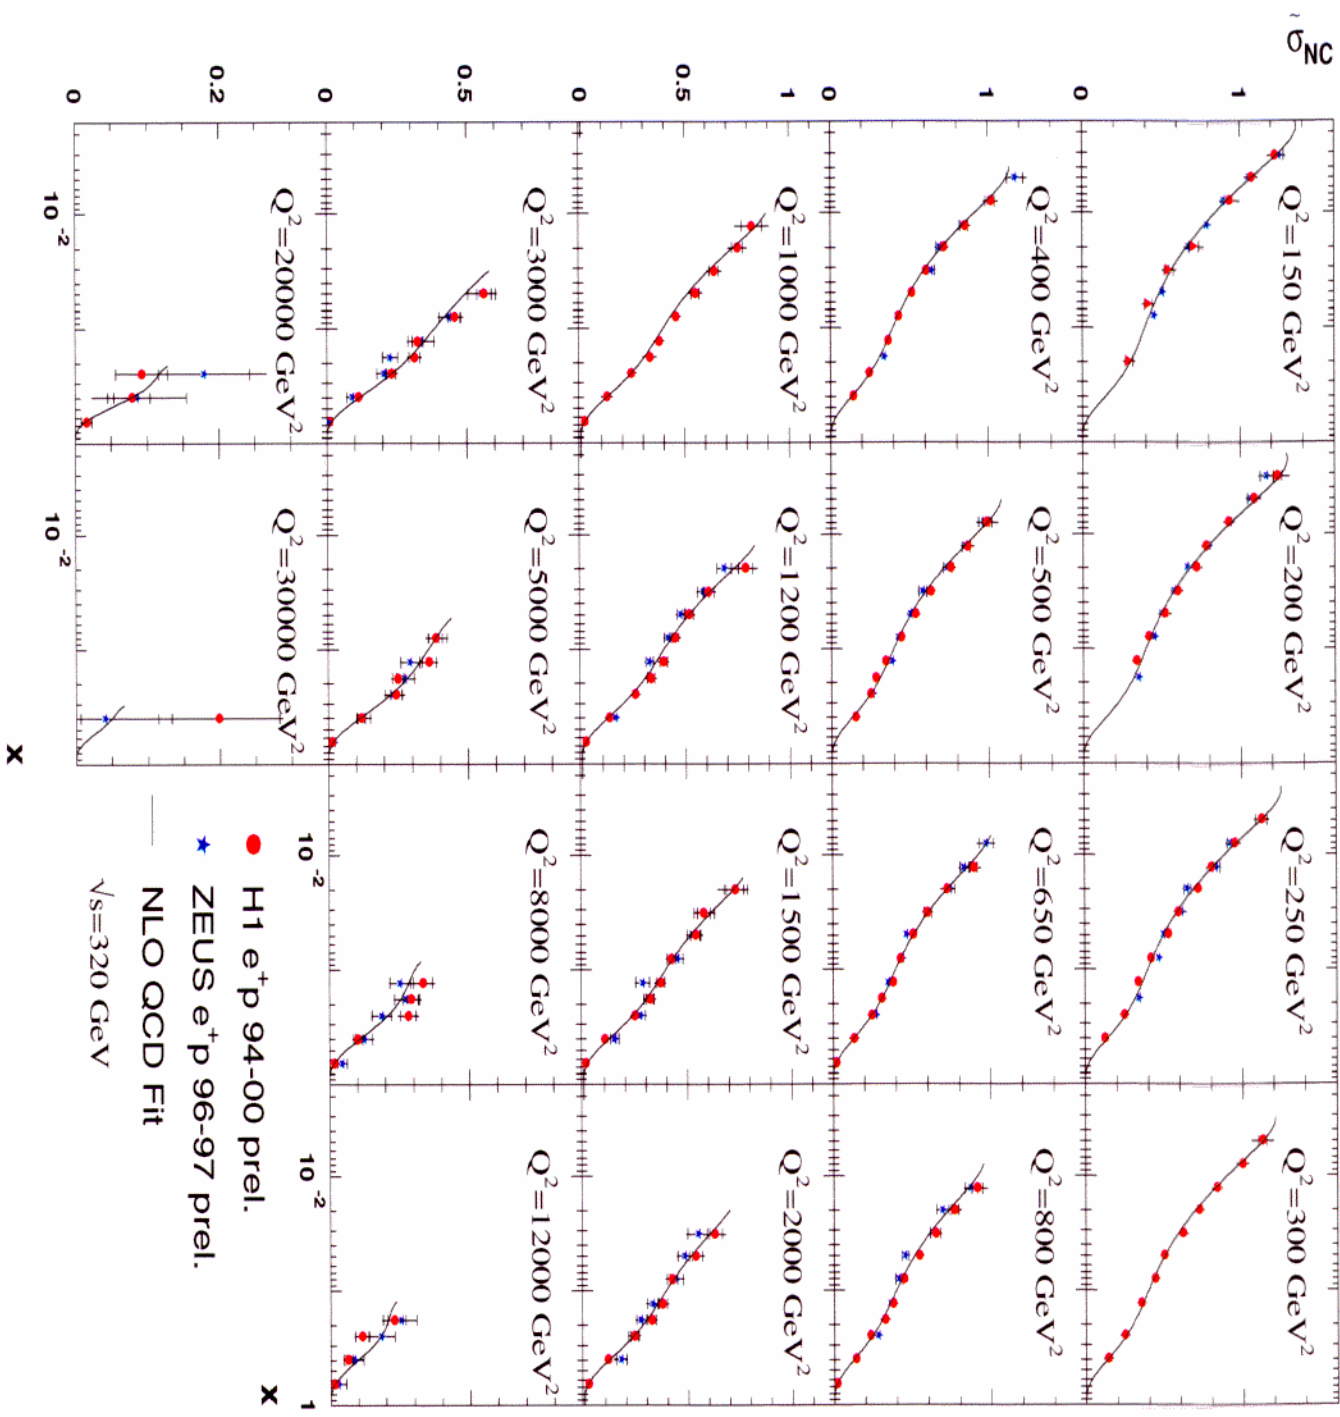 σ̃NC
Q²=150 GeV²
Q²=200 GeV²
Q²=250 GeV²
Q²=300 GeV²
1
0
Q²=400 GeV²
Q²=500 GeV²
Q²=650 GeV²
Q²=800 GeV²
1
0
Q²=1000 GeV²
Q²=1200 GeV²
Q²=1500 GeV²
Q²=2000 GeV²
1
0.5
0
Q²=3000 GeV²
Q²=5000 GeV²
Q²=8000 GeV²
Q²=12000 GeV²
0.5
0
10⁻² 10⁻² 1
x
Q²=20000 GeV²
Q²=30000 GeV²
0.2
0
10⁻² 10⁻²
x
H1 e⁺p 94-00 prel.
ZEUS e⁺p 96-97 prel.
NLO QCD Fit
√s=320 GeV